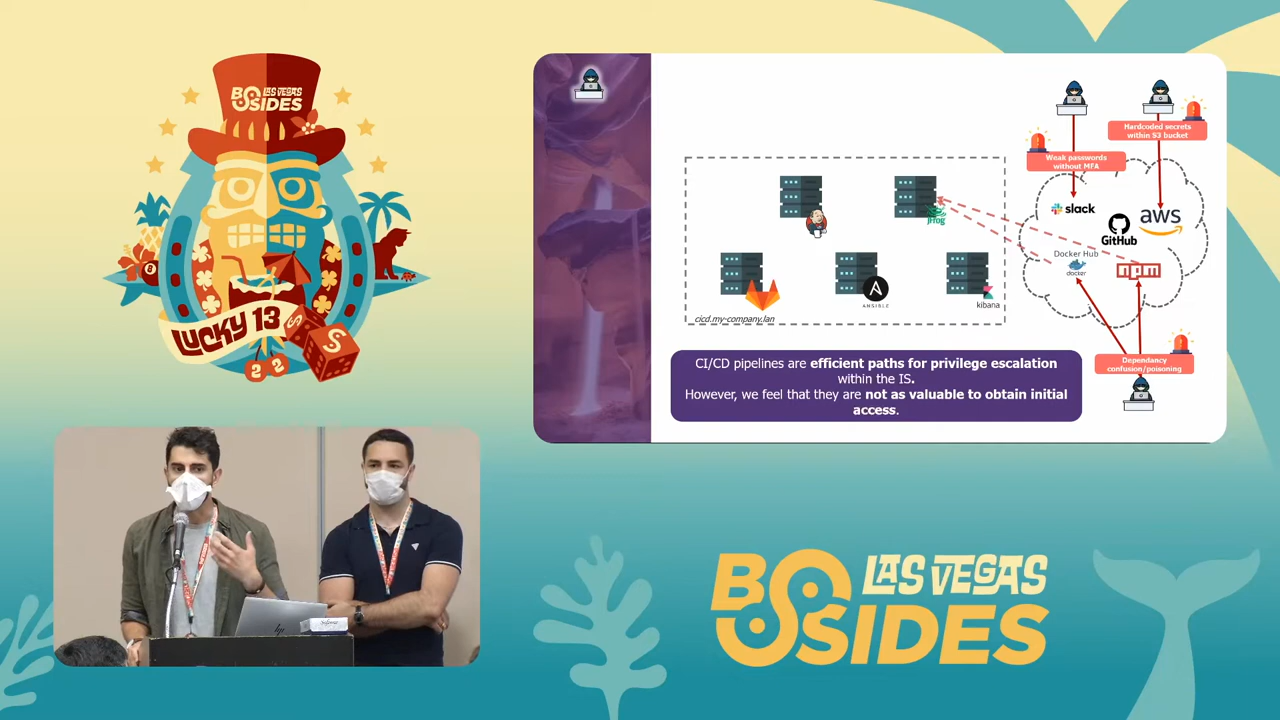 BSIDES LAS VEGAS
LUCKY 13
S
S
22
8
Hardcoded secrets
within S3 bucket
Weak passwords
without MFA
slack
aws
GitHub
Docker Hub
docker
npm
JFrog
ANSIBLE
kibana
cicd.my-company.lan
Dependancy
confusion/poisoning
CI/CD pipelines are efficient paths for privilege escalation
within the IS.
However, we feel that they are not as valuable to obtain initial
access.
hp
BSIDES LAS VEGAS